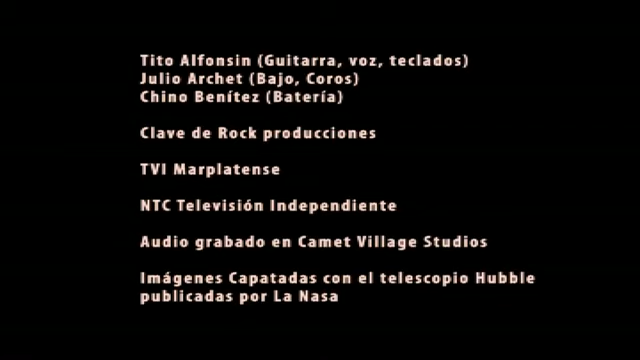 Tito Alfonsin (Guitarra, voz, teclados)
Julio Archet (Bajo, Coros)
Chino Benítez (Batería)
Clave de Rock producciones
TVI Marplatense
NTC Televisión Independiente
Audio grabado en Camet Village Studios
Imágenes Capatadas con el telescopio Hubble
publicadas por La Nasa